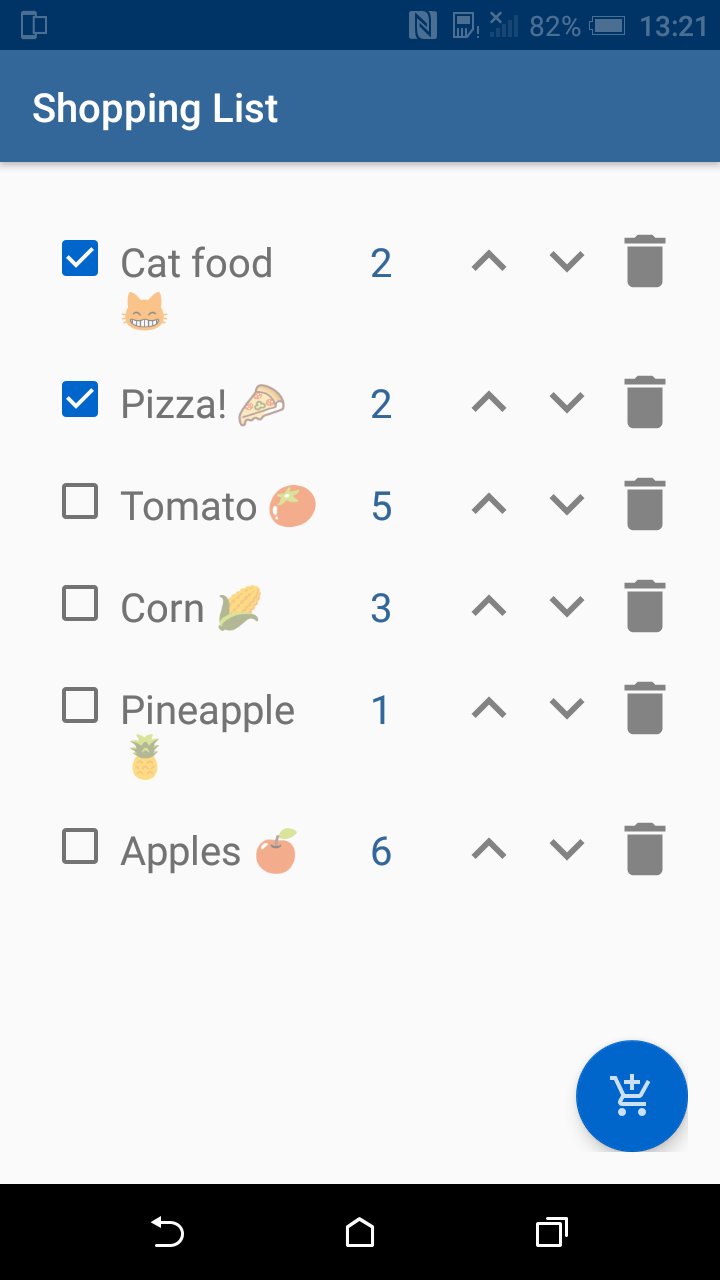 82% 13:21
Shopping List
Cat food 2
😸
Pizza! 🍕 2
Tomato 🍅 5
Corn 🌽 3
Pineapple 1
🍍
Apples 🍎 6